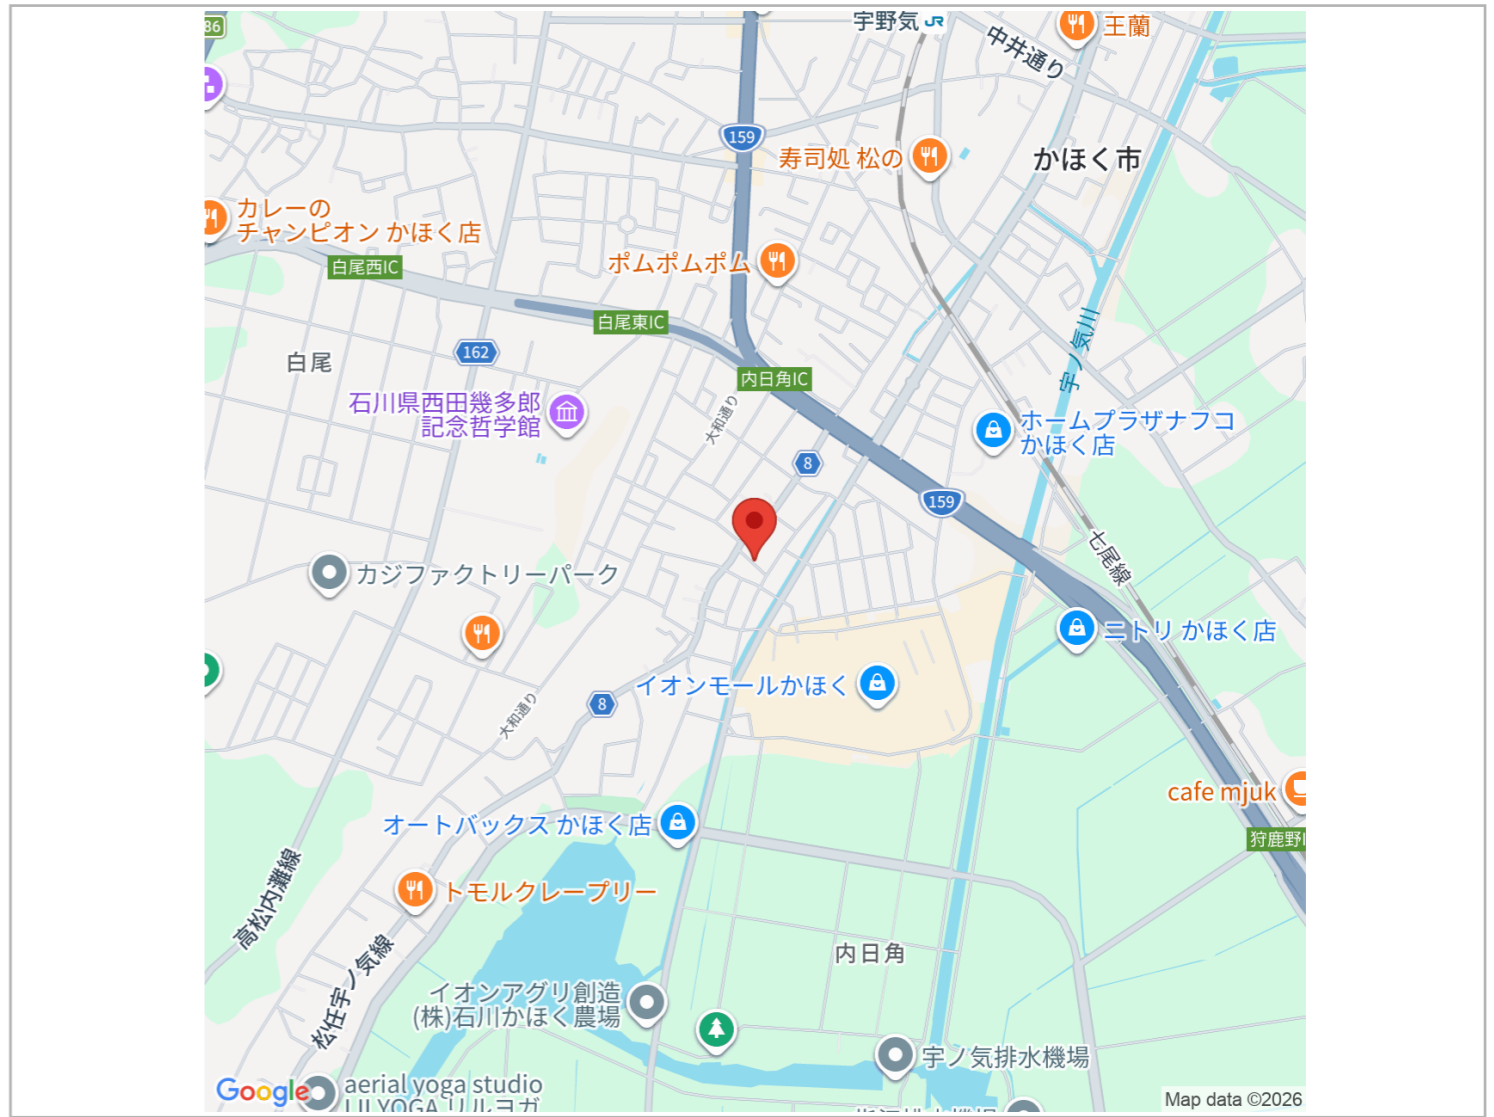 宇野気 JR
王蘭
中井通り
86
159
寿司処 松の
かほく市
カレーの
チャンピオン かほく店
白尾西IC
ポムポムポム
白尾東IC
宇ノ気川
162
白尾
内日角IC
石川県西田幾多郎
記念哲学館
大和通り
ホームプラザナフコ
かほく店
8
159
七尾線
カジファクトリーパーク
ニトリ かほく店
イオンモールかほく
8
大和通り
cafe mjuk
オートバックス かほく店
狩鹿野I
トモルクレープリー
高松内灘線
内日角
松任宇ノ気線
イオンアグリ創造
(株)石川かほく農場
宇ノ気排水機場
aerial yoga studio
LILYOGA リルヨガ
Google
Map data ©2026